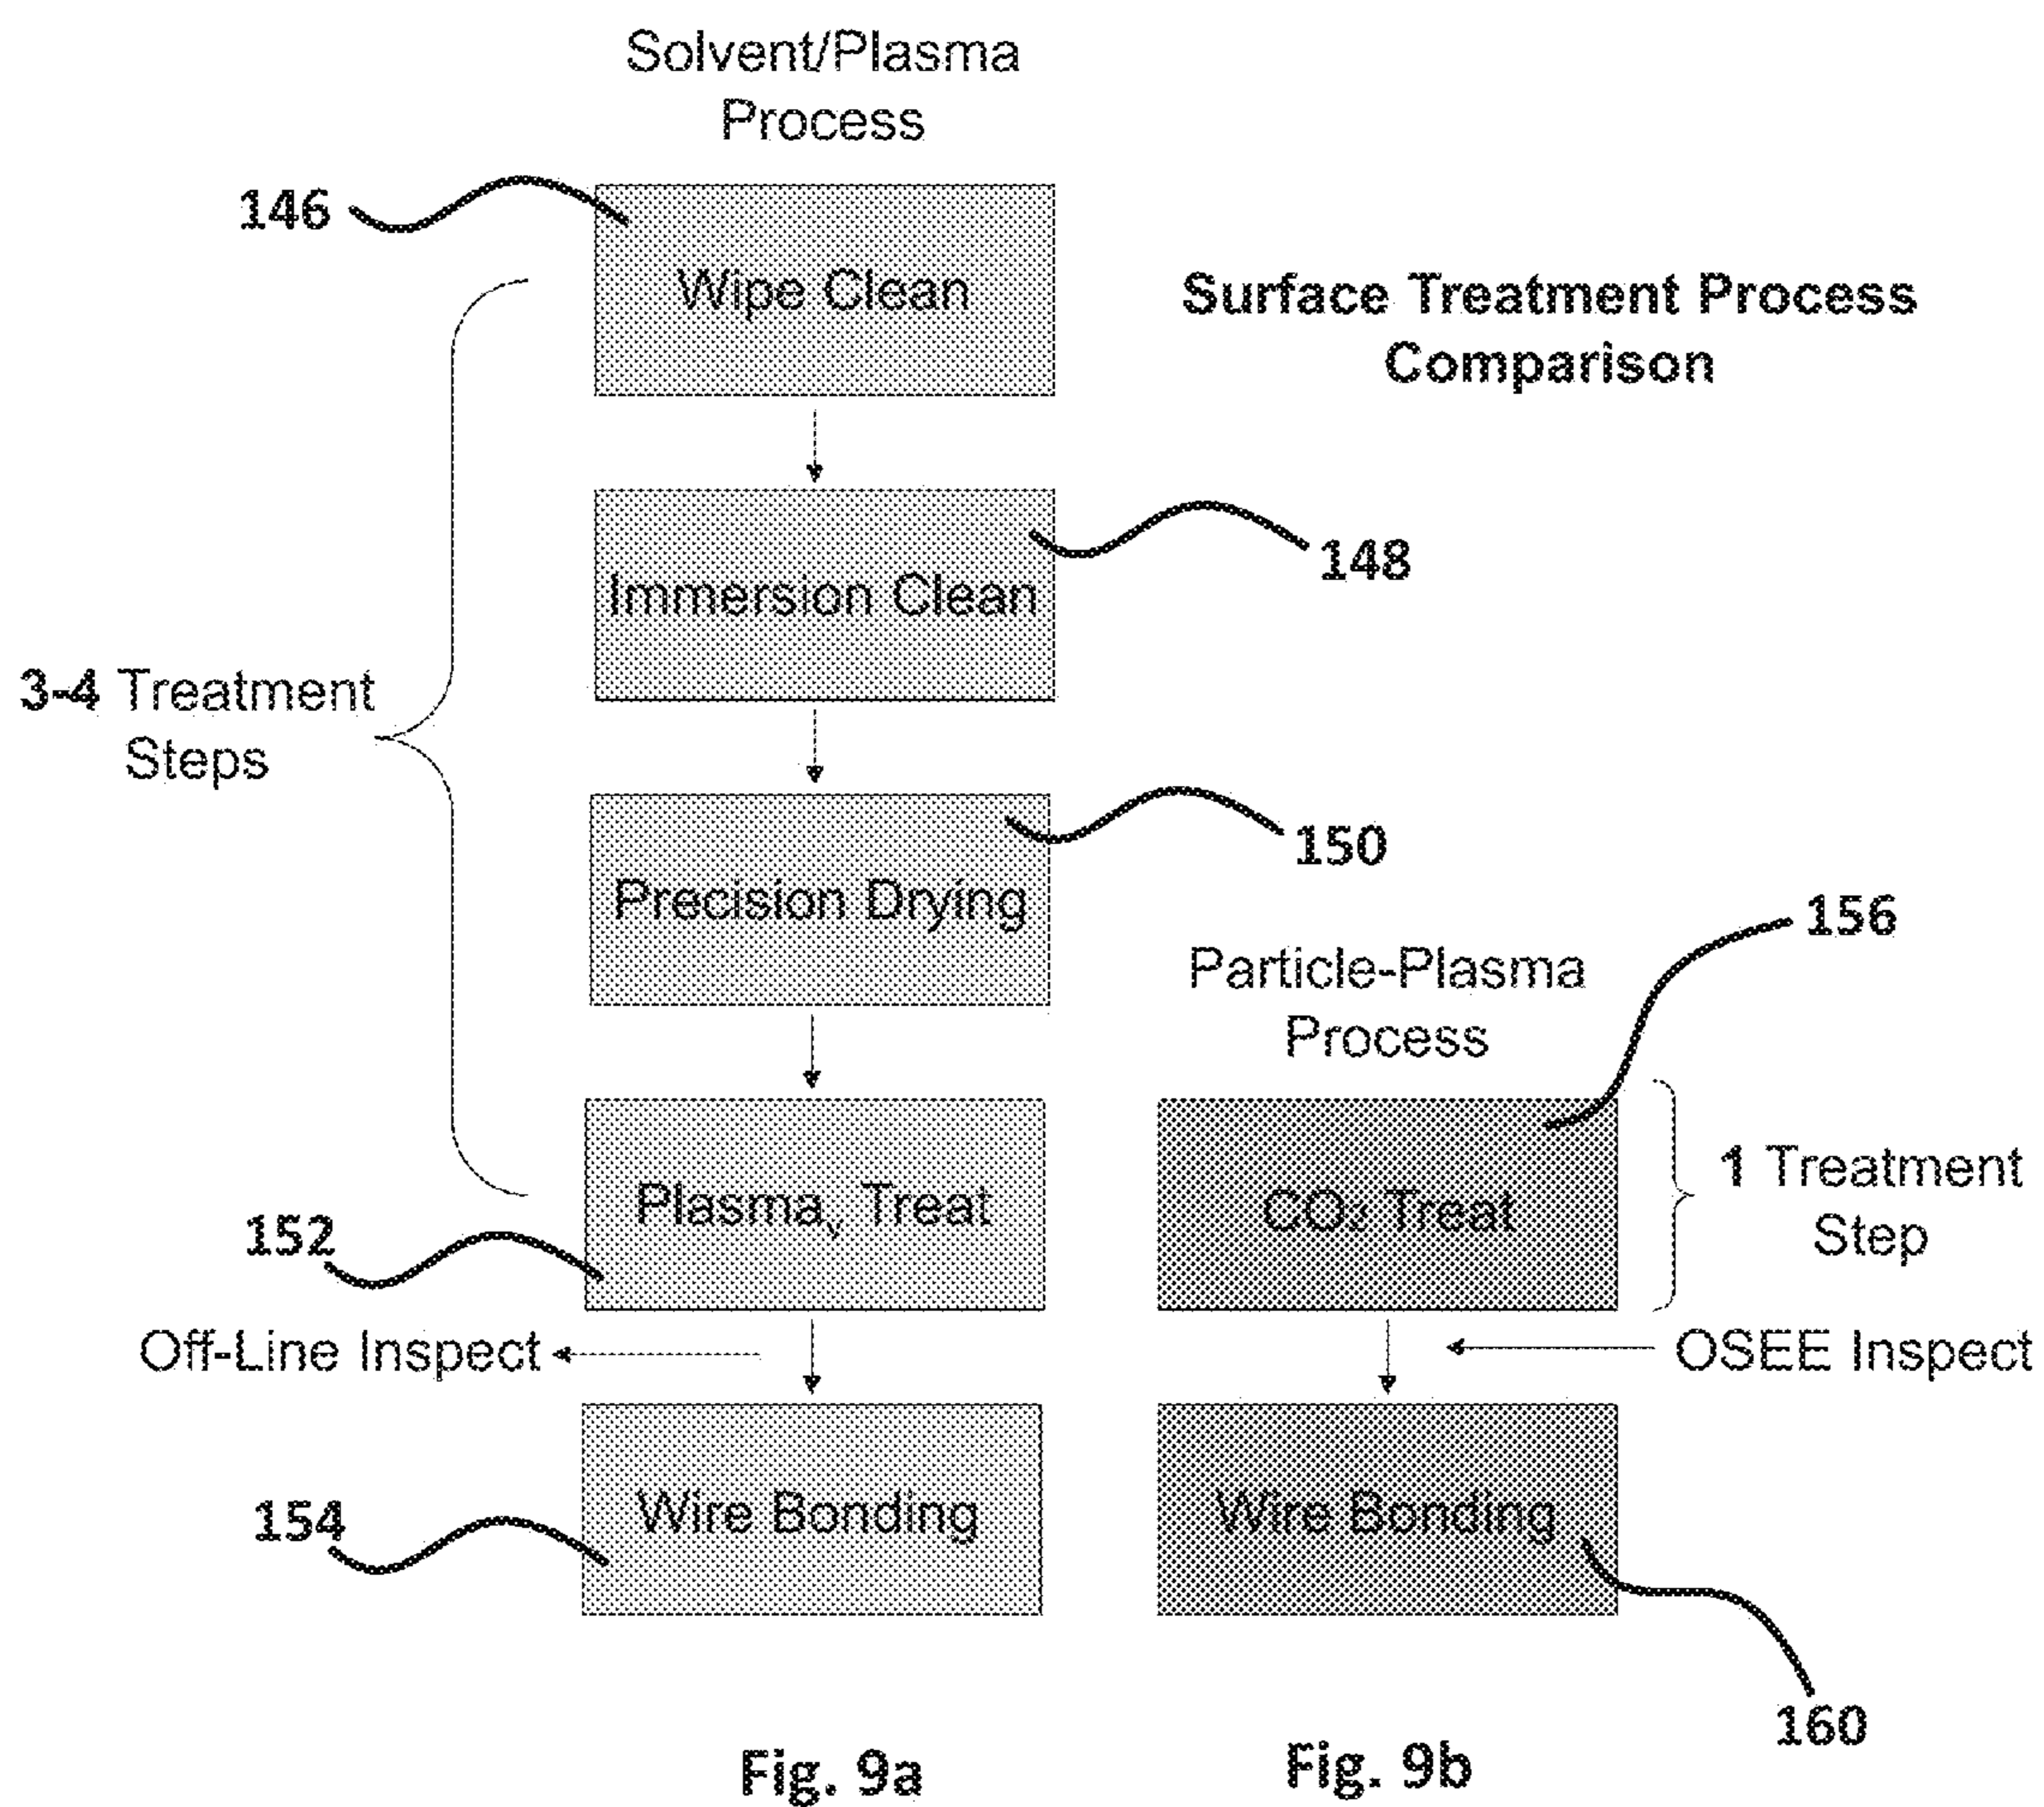 Solvent/Plasma
Process
146
Wipe Clean
Surface Treatment Process
Comparison
Immersion Clean
148
3-4 Treatment
Steps
Precision Drying
150
156
Particle-Plasma
Process
Plasmaᵥ Treat
152
CO₂ Treat
1 Treatment
Step
Off-Line Inspect
OSEE Inspect
Wire Bonding
154
Wire Bonding
160
Fig. 9a
Fig. 9b